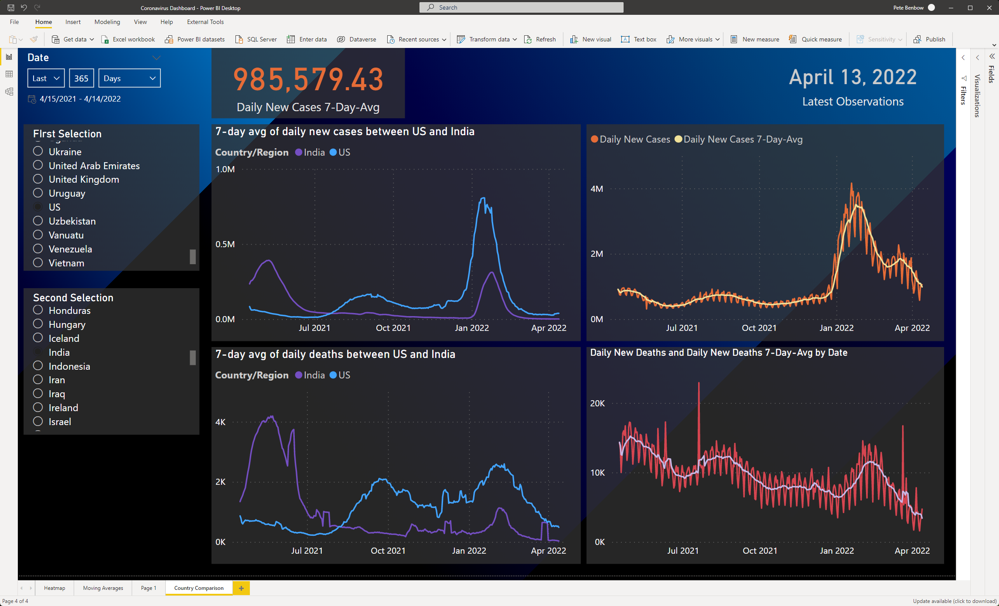 Coronavirus Dashboard - Power BI Desktop
Search
Pete Benbow
File Home Insert Modeling View Help External Tools
Get data Excel workbook Power BI datasets SQL Server Enter data Dataverse Recent sources Transform data Refresh New visual Text box More visuals New measure Quick measure Sensitivity Publish
Date
Last 365 Days
4/15/2021 - 4/14/2022
985,579.43
Daily New Cases 7-Day-Avg
April 13, 2022
Latest Observations
Filters
Visualizations
Fields
FIrst Selection
Uganda
Ukraine
United Arab Emirates
United Kingdom
Uruguay
US
Uzbekistan
Vanuatu
Venezuela
Vietnam
Second Selection
Honduras
Hungary
Iceland
India
Indonesia
Iran
Iraq
Ireland
Israel
7-day avg of daily new cases between US and India
Country/Region India US
1.0M
0.5M
0.0M
Jul 2021 Oct 2021 Jan 2022 Apr 2022
Daily New Cases Daily New Cases 7-Day-Avg
4M
2M
0M
Jul 2021 Oct 2021 Jan 2022 Apr 2022
7-day avg of daily deaths between US and India
Country/Region India US
4K
2K
0K
Jul 2021 Oct 2021 Jan 2022 Apr 2022
Daily New Deaths and Daily New Deaths 7-Day-Avg by Date
20K
10K
0K
Jul 2021 Oct 2021 Jan 2022 Apr 2022
Heatmap Moving Averages Page 1 Country Comparison
Page 4 of 4
Update available (click to download)